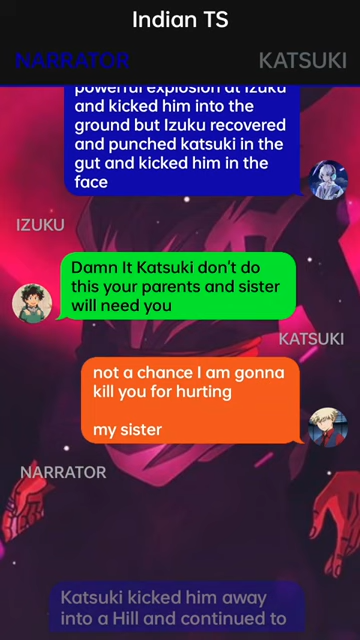 Indian TS
NARRATOR
KATSUKI
powerful explosion at Izuku
and kicked him into the
ground but Izuku recovered
and punched katsuki in the
gut and kicked him in the
face
IZUKU
Damn It Katsuki don't do
this your parents and sister
will need you
KATSUKI
not a chance I am gonna
kill you for hurting
my sister
NARRATOR
Katsuki kicked him away
into a Hill and continued to